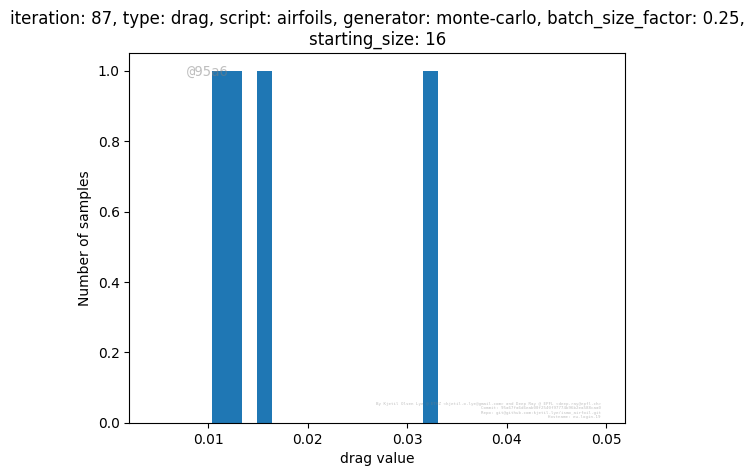 iteration: 87, type: drag, script: airfoils, generator: monte-carlo, batch_size_factor: 0.25,
starting_size: 16
@95a6
1.0
0.8
0.6
0.4
0.2
0.0
Number of samples
0.01
0.02
0.03
0.04
0.05
drag value